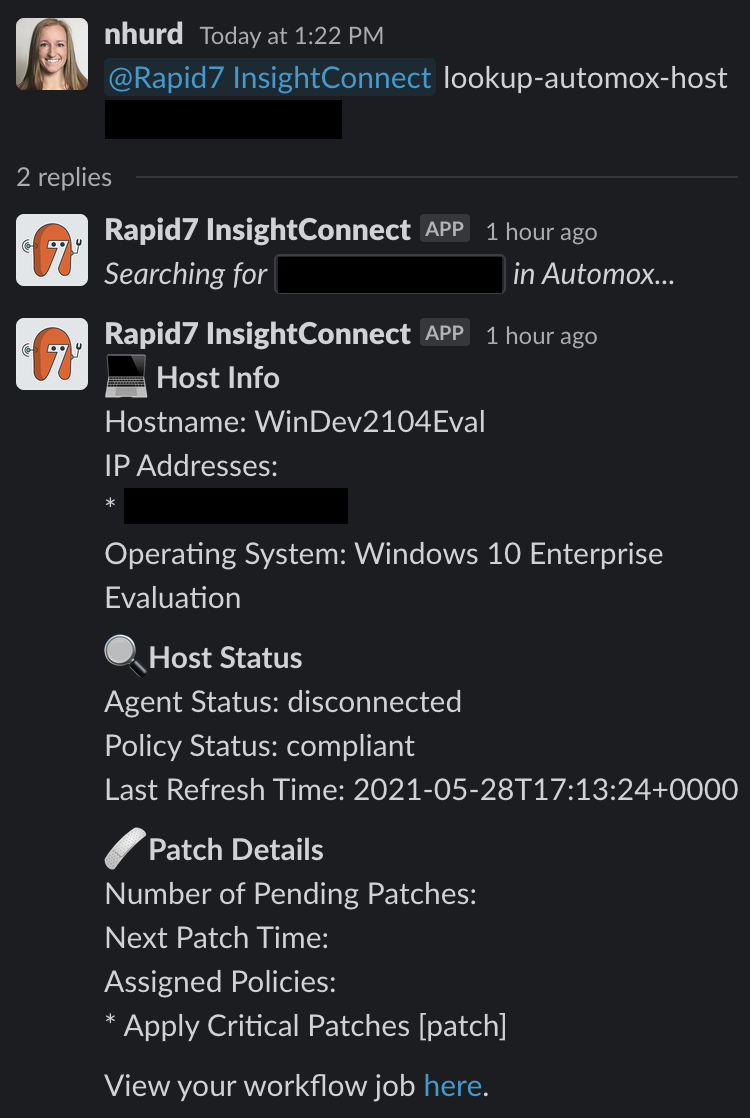 nhurd Today at 1:22 PM
@Rapid7 InsightConnect lookup-automox-host
2 replies
Rapid7 InsightConnect APP 1 hour ago
Searching for in Automox...
Rapid7 InsightConnect APP 1 hour ago
Host Info
Hostname: WinDev2104Eval
IP Addresses:
*
Operating System: Windows 10 Enterprise
Evaluation
Host Status
Agent Status: disconnected
Policy Status: compliant
Last Refresh Time: 2021-05-28T17:13:24+0000
Patch Details
Number of Pending Patches:
Next Patch Time:
Assigned Policies:
* Apply Critical Patches [patch]
View your workflow job here.